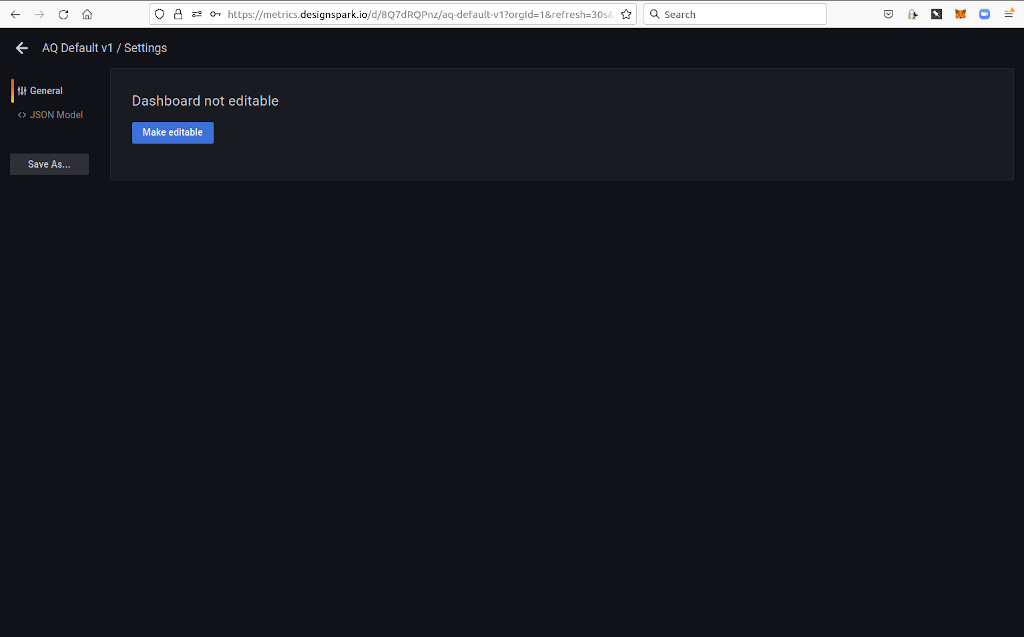 https://metrics.designspark.io/d/8Q7dRQPnz/aq-default-v1?orgId=1&refresh=30s&
Search
AQ Default v1 / Settings
General
JSON Model
Save As...
Dashboard not editable
Make editable